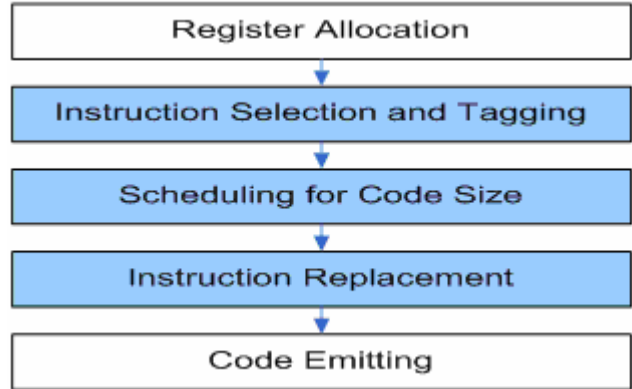 Register Allocation
Instruction Selection and Tagging
Scheduling for Code Size
Instruction Replacement
Code Emitting